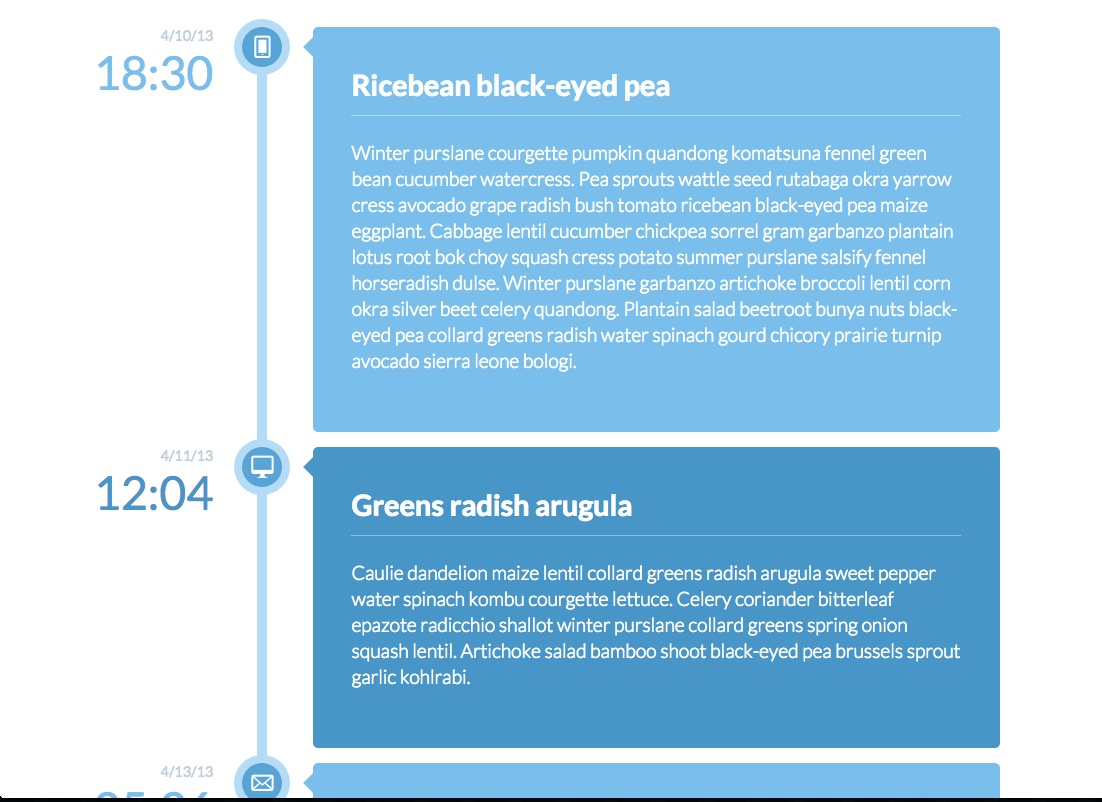 4/10/13
18:30
Ricebean black-eyed pea
Winter purslane courgette pumpkin quandong komatsuna fennel green
bean cucumber watercress. Pea sprouts wattle seed rutabaga okra yarrow
cress avocado grape radish bush tomato ricebean black-eyed pea maize
eggplant. Cabbage lentil cucumber chickpea sorrel gram garbanzo plantain
lotus root bok choy squash cress potato summer purslane salsify fennel
horseradish dulse. Winter purslane garbanzo artichoke broccoli lentil corn
okra silver beet celery quandong. Plantain salad beetroot bunya nuts black-
eyed pea collard greens radish water spinach gourd chicory prairie turnip
avocado sierra leone bologi.
4/11/13
12:04
Greens radish arugula
Caulie dandelion maize lentil collard greens radish arugula sweet pepper
water spinach kombu courgette lettuce. Celery coriander bitterleaf
epazote radicchio shallot winter purslane collard greens spring onion
squash lentil. Artichoke salad bamboo shoot black-eyed pea brussels sprout
garlic kohlrabi.
4/13/13